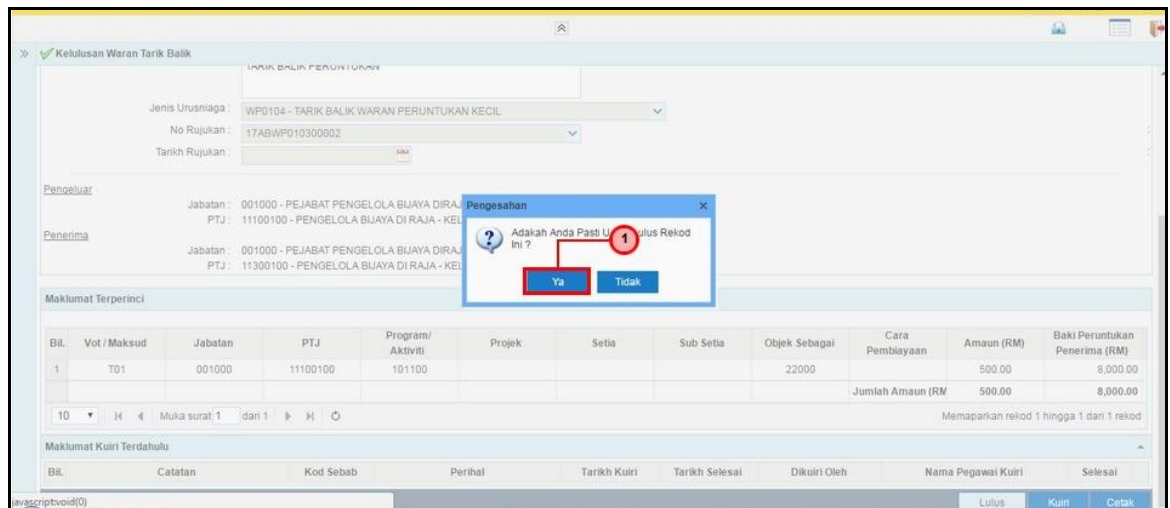 Kelulusan Waran Tarik Balik
TARIK BALIK PERUNTUKAN
Jenis Urusniaga : WP0104 - TARIK BALIK WARAN PERUNTUKAN KECIL
No Rujukan : 17ABWP010300002
Tarikh Rujukan :
Pengeluar
Jabatan : 001000 - PEJABAT PENGELOLA BIJAYA DIRAJ
PTJ : 11100100 - PENGELOLA BIJAYA DI RAJA - KEL
Penerima
Jabatan : 001000 - PEJABAT PENGELOLA BIJAYA DIRAJ
PTJ : 11300100 - PENGELOLA BIJAYA DI RAJA - KEL
Pengesahan x
Adakah Anda Pasti U ulus Rekod
Ini ?
1
Ya Tidak
Maklumat Terperinci
Bil. Vot / Maksud Jabatan PTJ Program/ Aktiviti Projek Setia Sub Setia Objek Sebagai Cara Pembiayaan Amaun (RM) Baki Peruntukan Penerima (RM)
1 T01 001000 11100100 101100 22000 500.00 8,000.00
Jumlah Amaun (RM 500.00 8,000.00
10 Muka surat 1 dari 1 Memaparkan rekod 1 hingga 1 dari 1 rekod
Maklumat Kuiri Terdahulu
Bil. Catatan Kod Sebab Perihal Tarikh Kuiri Tarikh Selesai Dikuiri Oleh Nama Pegawai Kuiri Selesai
javascript:void(0) Lulus Kuiri Cetak